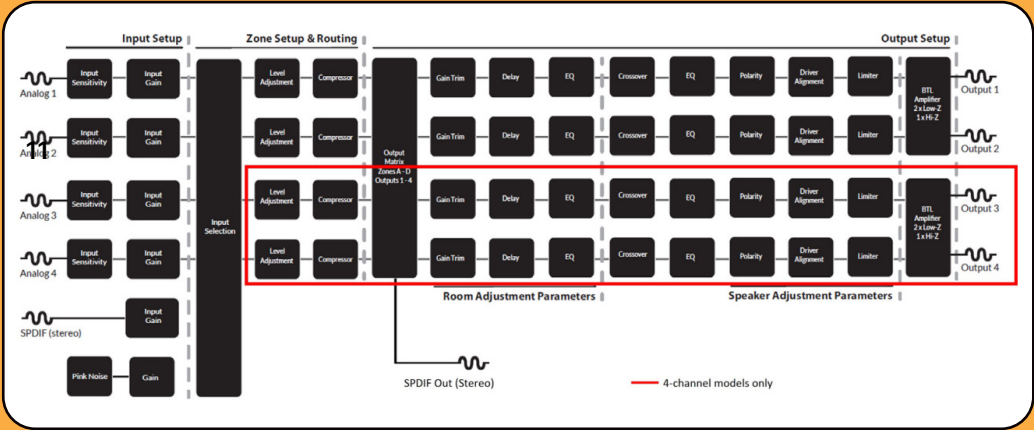 Input Setup
Zone Setup & Routing
Output Setup
Analog 1
Input
Sensitivity
Input
Gain
Level
Adjustment
Compressor
Gain Trim
Delay
EQ
Crossover
EQ
Polarity
Driver
Alignment
Limiter
BTL
Amplifier
2 x Low-Z
1 x Hi-Z
Output 1
Analog 2
11
Input
Sensitivity
Input
Gain
Level
Adjustment
Compressor
Output
Matrix
Zones A - D
Outputs 1 - 4
Gain Trim
Delay
EQ
Crossover
EQ
Polarity
Driver
Alignment
Limiter
Output 2
Analog 3
Input
Sensitivity
Input
Gain
Input
Selection
Level
Adjustment
Compressor
Gain Trim
Delay
EQ
Crossover
EQ
Polarity
Driver
Alignment
Limiter
BTL
Amplifier
2 x Low-Z
1 x Hi-Z
Output 3
Analog 4
Input
Sensitivity
Input
Gain
Level
Adjustment
Compressor
Gain Trim
Delay
EQ
Crossover
EQ
Polarity
Driver
Alignment
Limiter
Output 4
Room Adjustment Parameters
Speaker Adjustment Parameters
SPDIF (stereo)
Input
Gain
Pink Noise
Gain
SPDIF Out (Stereo)
4-channel models only